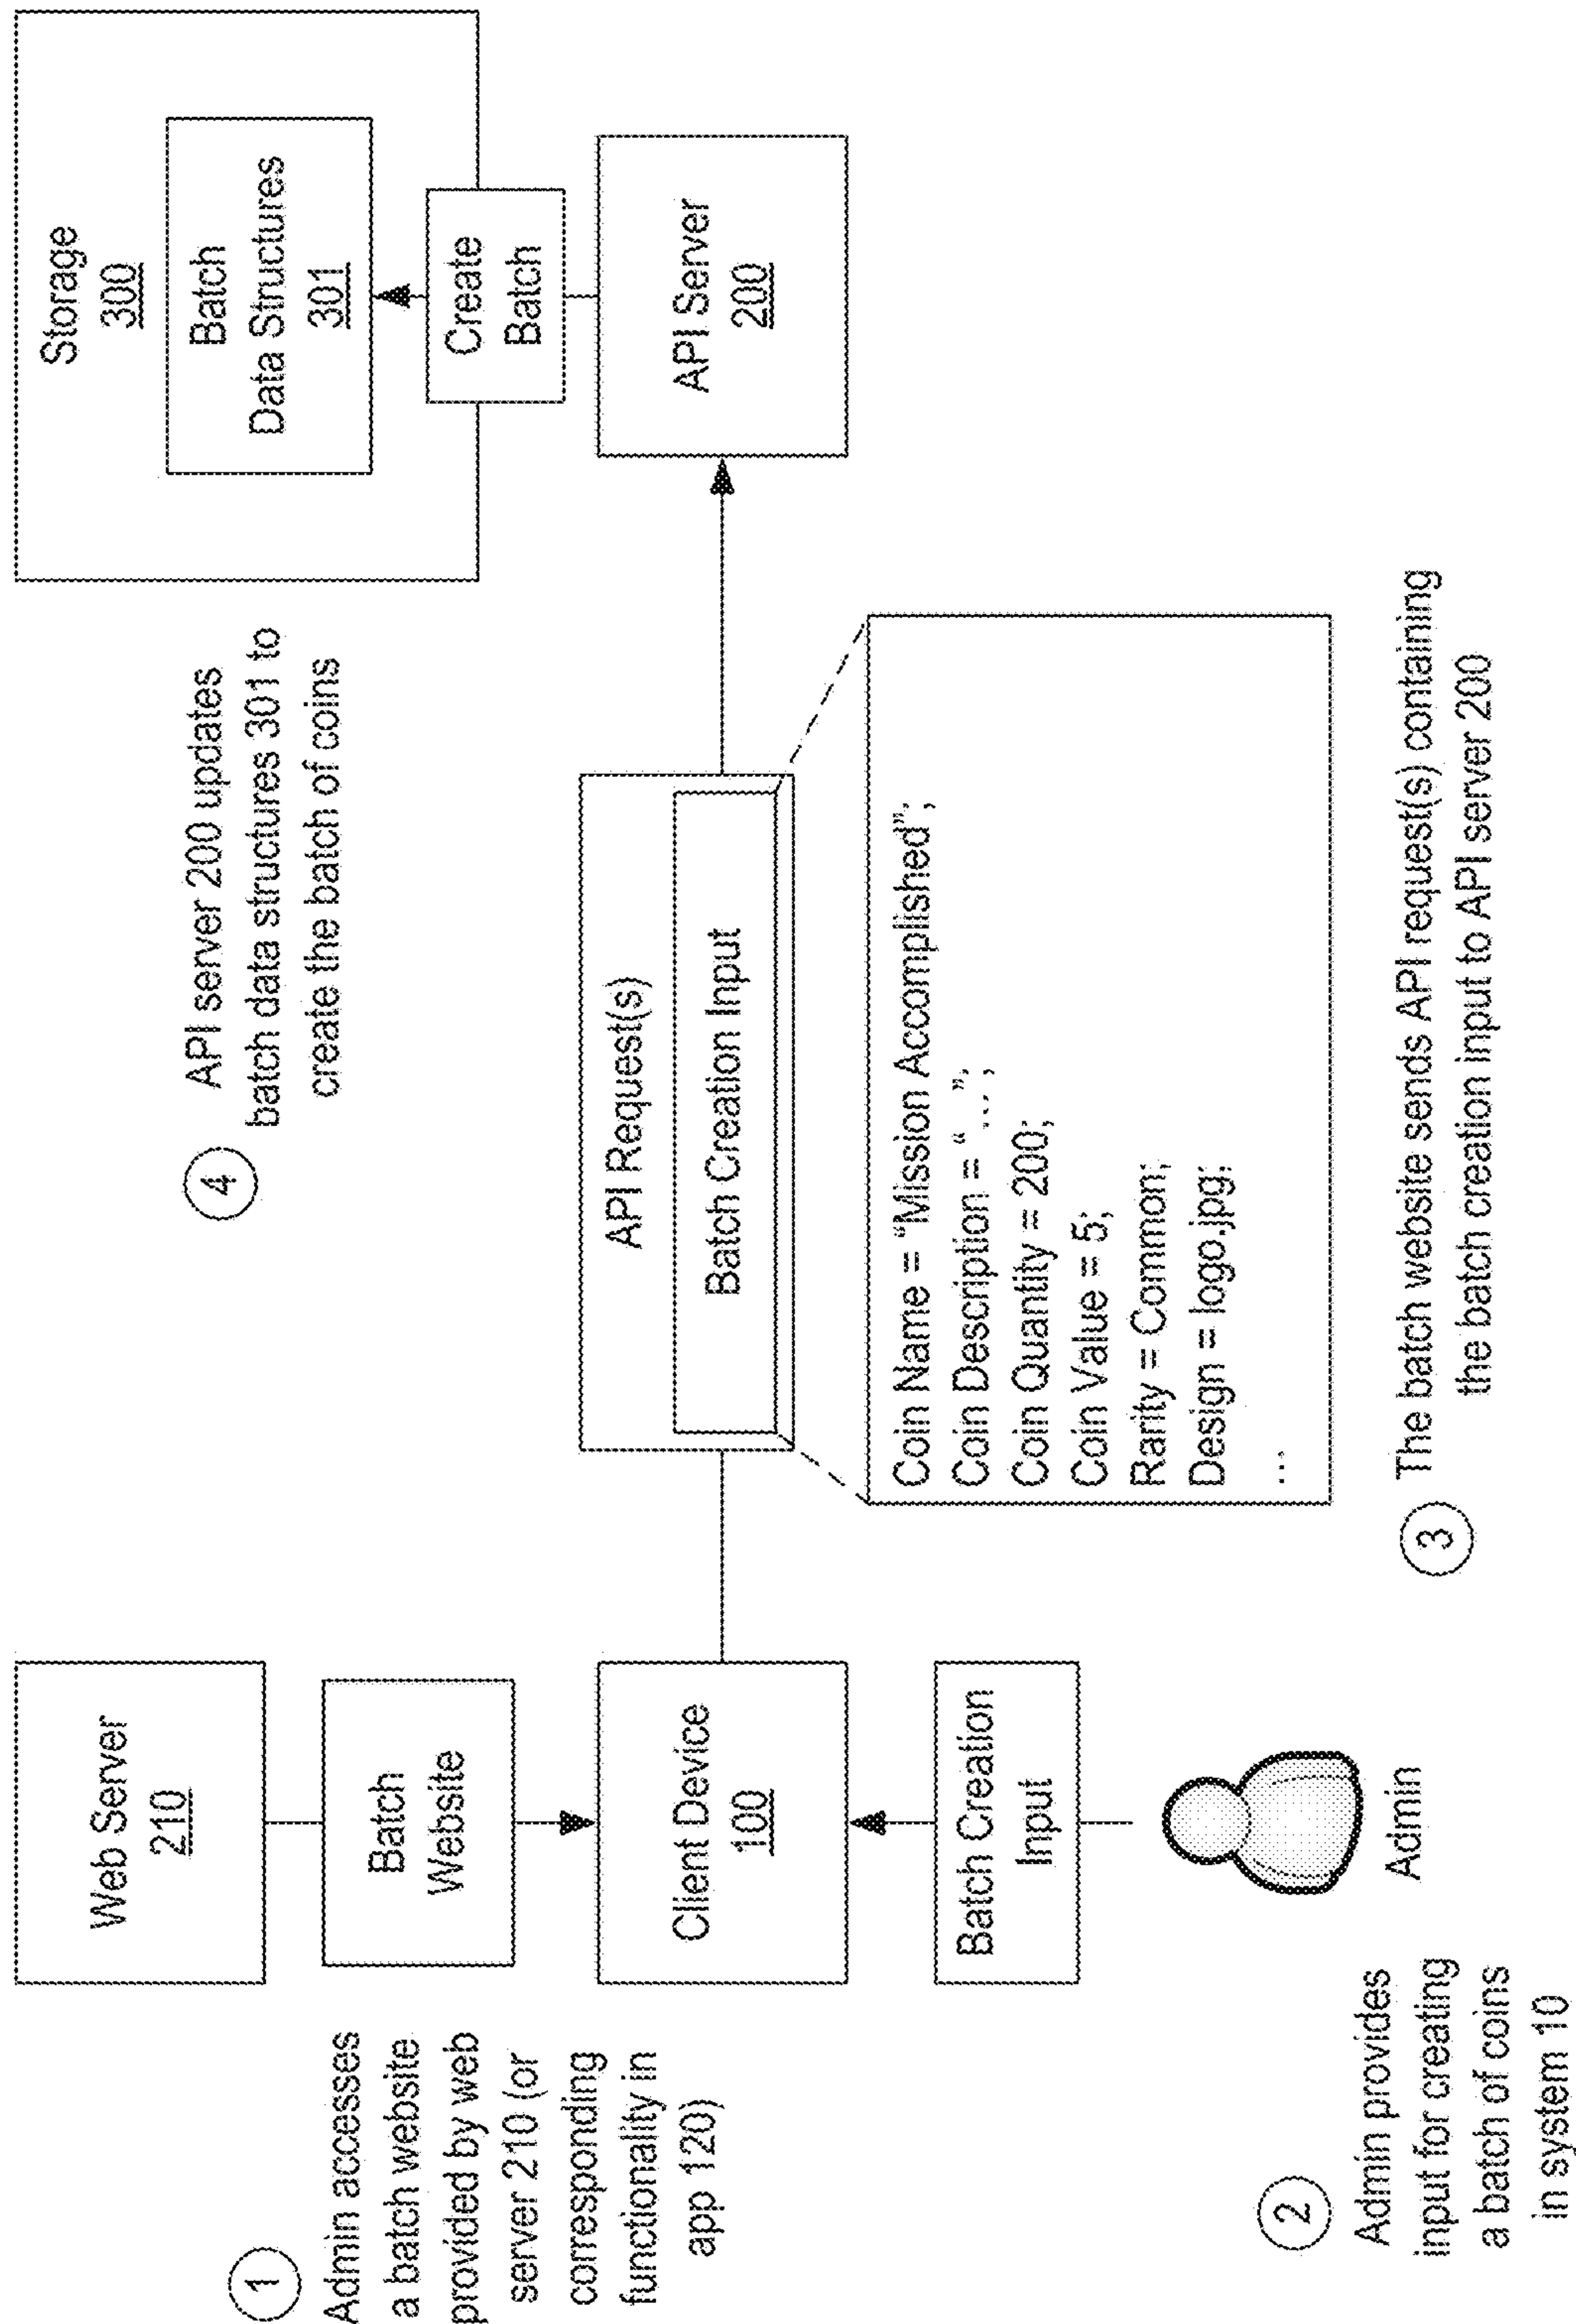 1
Admin accesses
a batch website
provided by web
server 210 (or
corresponding
functionality in
app 120)
Web Server
210
Batch
Website
Client Device
100
Batch Creation
Input
Admin
2
Admin provides
input for creating
a batch of coins
in system 10
API Request(s)
Batch Creation Input
Coin Name = “Mission Accomplished”;
Coin Description = “…”;
Coin Quantity = 200;
Coin Value = 5;
Rarity = Common;
Design = logo.jpg;
…
3
The batch website sends API request(s) containing
the batch creation input to API server 200
4
API server 200 updates
batch data structures 301 to
create the batch of coins
Storage
300
Batch
Data Structures
301
Create
Batch
API Server
200